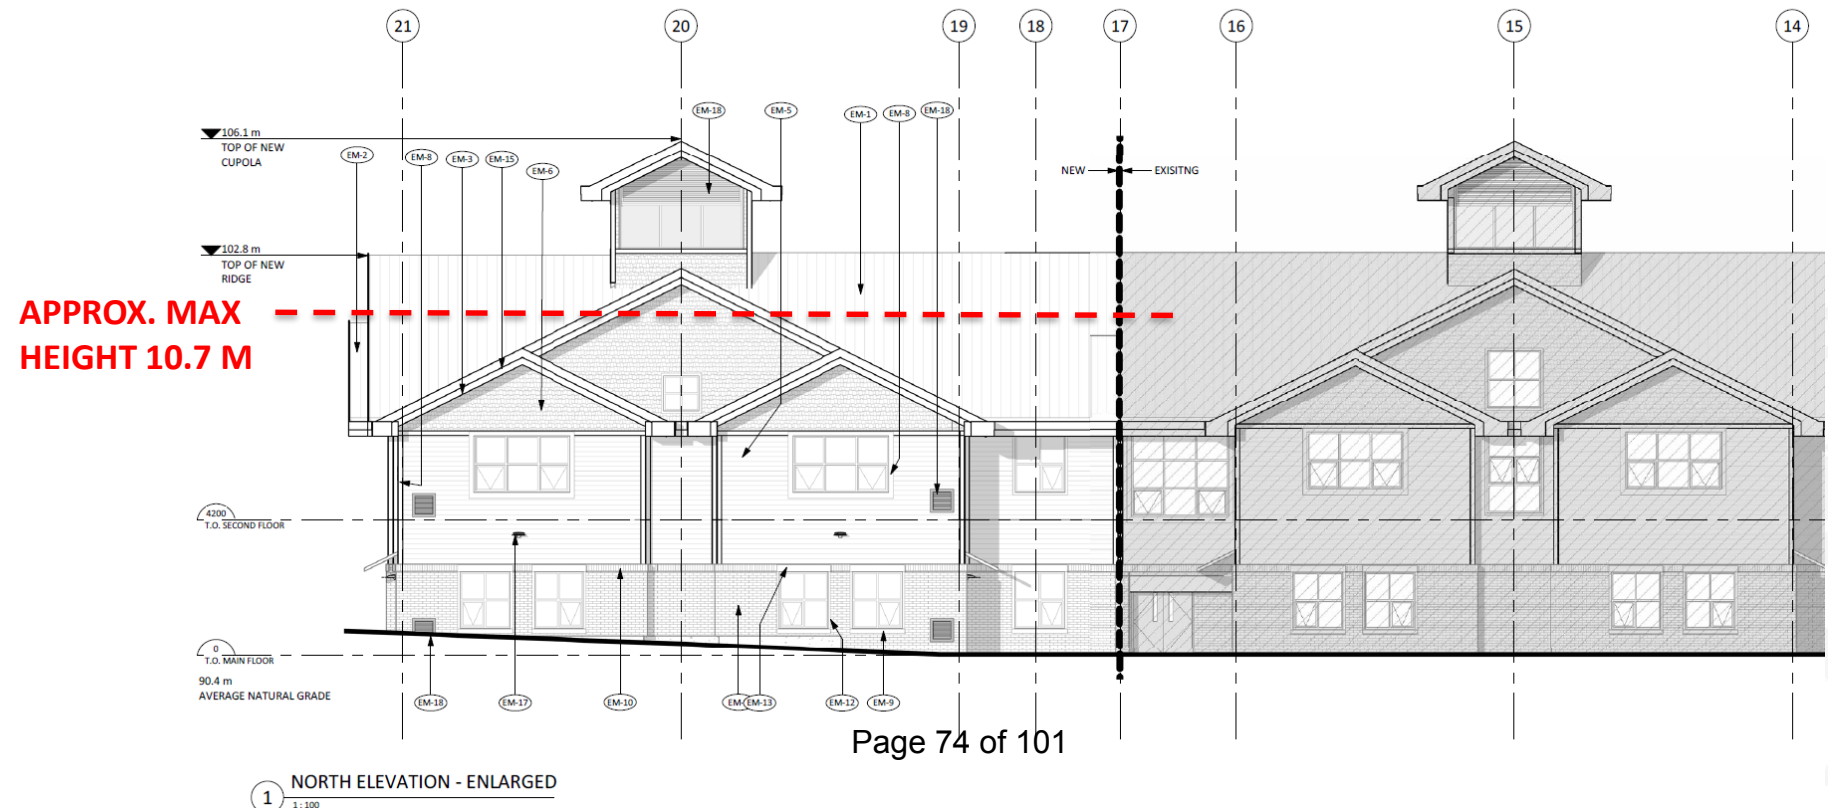 21 20 19 18 17 16 15 14
EM-18 EM-5 EM-1 EM-8 EM-18
106.1 m
TOP OF NEW
CUPOLA
EM-2 EM-8 EM-3 EM-15 EM-6
NEW EXISITNG
102.8 m
TOP OF NEW
RIDGE
APPROX. MAX
HEIGHT 10.7 M
4200
T.O. SECOND FLOOR
0
T.O. MAIN FLOOR
90.4 m
AVERAGE NATURAL GRADE
EM-18 EM-17 EM-10 EM- EM-13 EM-12 EM-9
Page 74 of 101
1 NORTH ELEVATION - ENLARGED
1 : 100